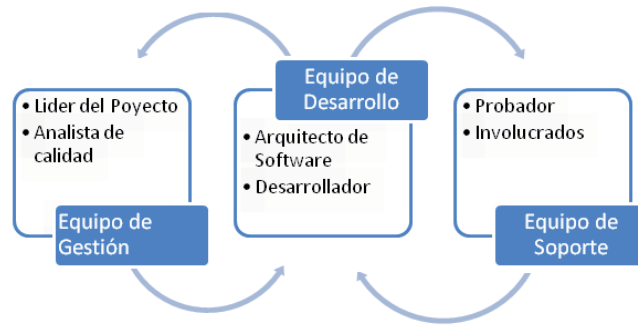 • Lider del Poyecto
• Analista de
calidad
Equipo de
Gestión
Equipo de
Desarrollo
• Arquitecto de
Software
• Desarrollador
• Probador
• Involucrados
Equipo de
Soporte